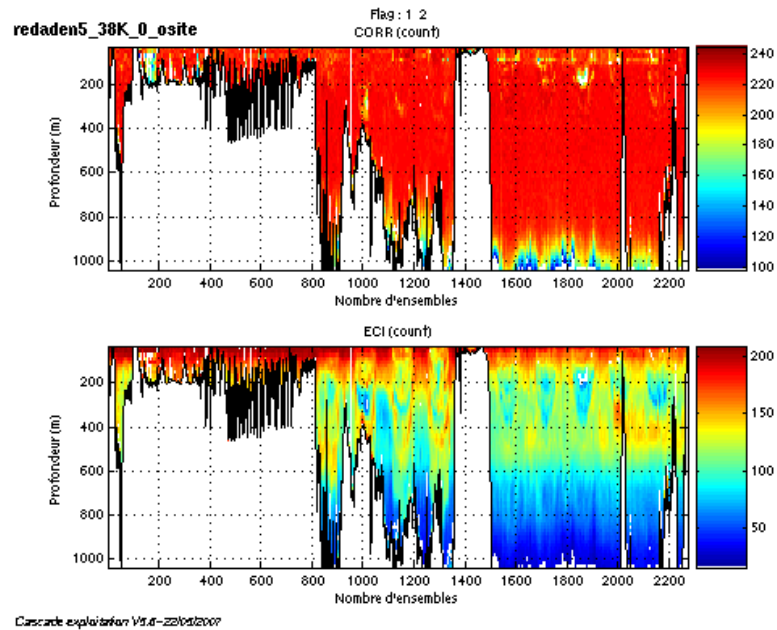 redaden5_38K_0_osite
Flag : 1 2
CORR (count)
Profondeur (m)
200
400
600
800
1000
200 400 600 800 1000 1200 1400 1600 1800 2000 2200
Nombre d'ensembles
240
220
200
180
160
140
120
100
ECI (count)
Profondeur (m)
200
400
600
800
1000
200 400 600 800 1000 1200 1400 1600 1800 2000 2200
Nombre d'ensembles
200
150
100
50
Cascade exploitation V5.6-22/05/2007